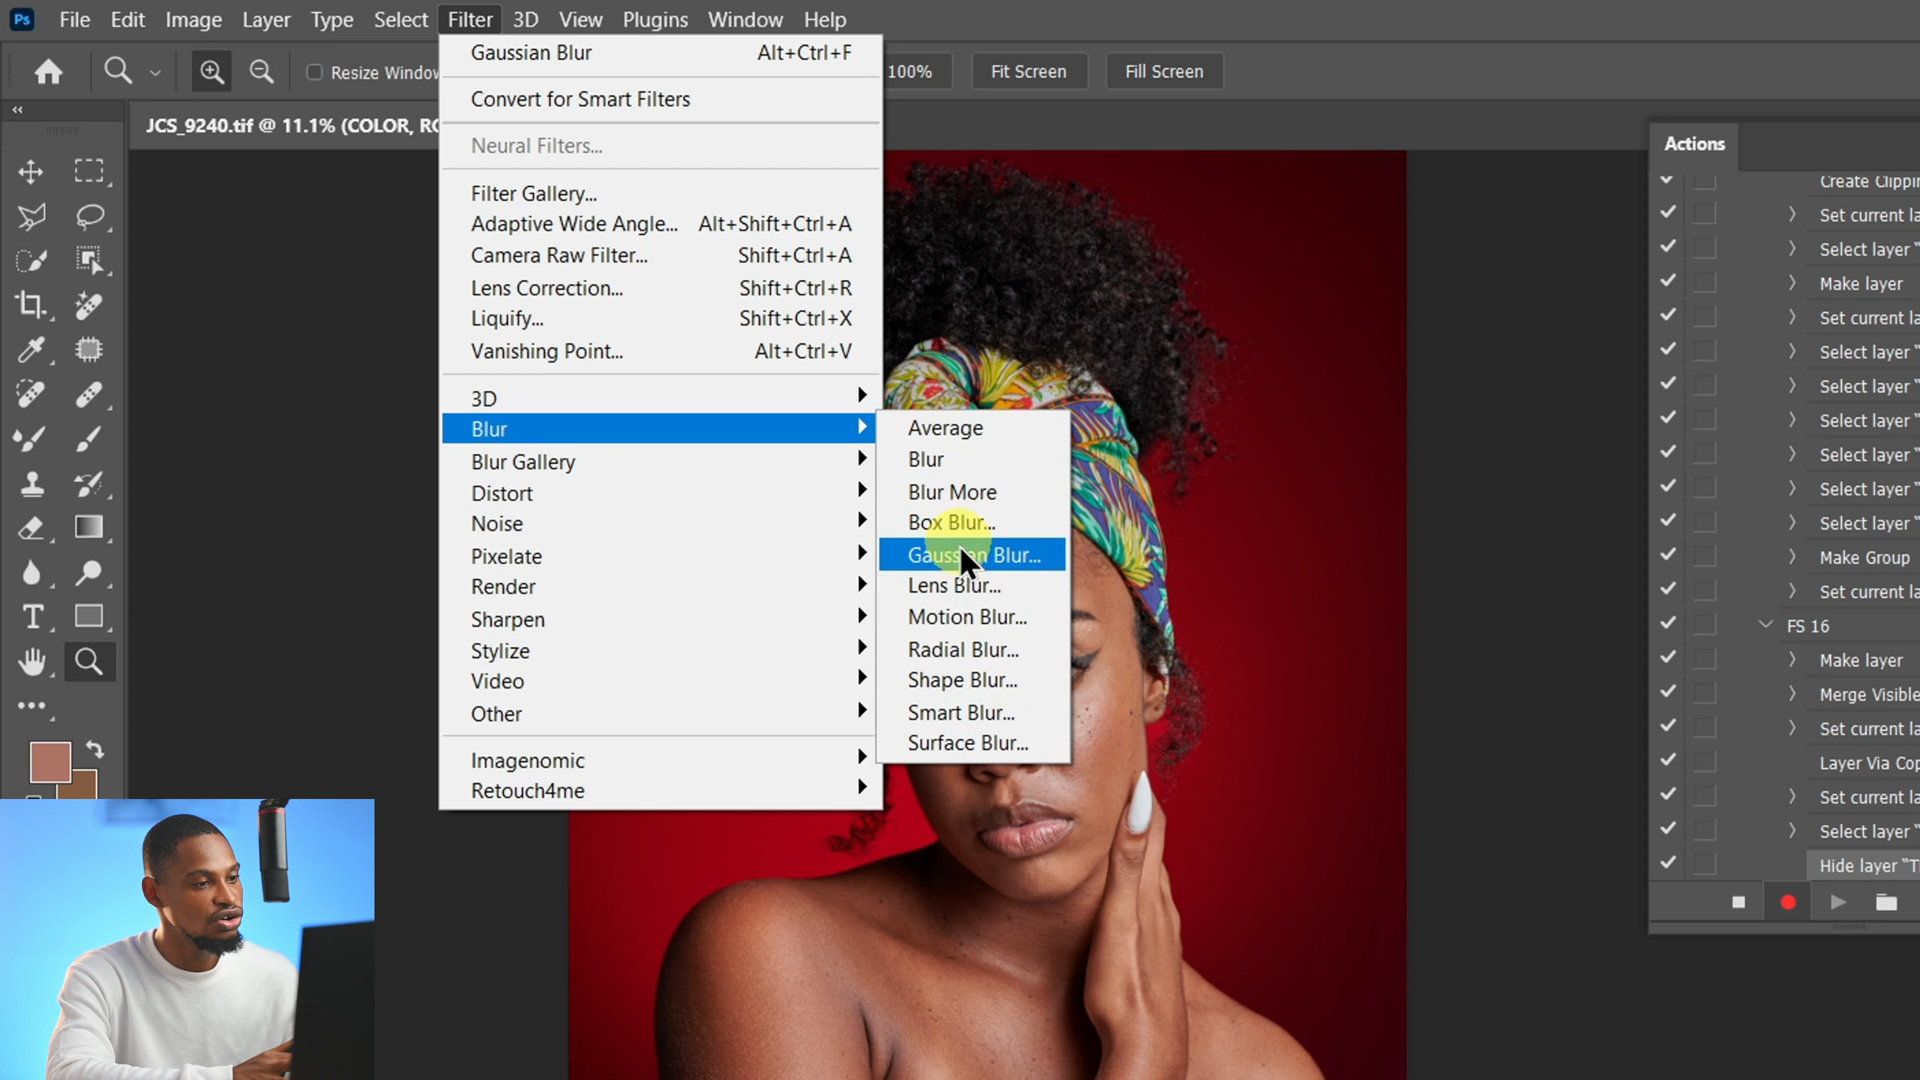 Ps File Edit Image Layer Type Select Filter 3D View Plugins Window Help
Resize Window 100% Fit Screen Fill Screen
JCS_9240.tif @ 11.1% (COLOR, RG
Gaussian Blur Alt+Ctrl+F
Convert for Smart Filters
Neural Filters...
Filter Gallery...
Adaptive Wide Angle... Alt+Shift+Ctrl+A
Camera Raw Filter... Shift+Ctrl+A
Lens Correction... Shift+Ctrl+R
Liquify... Shift+Ctrl+X
Vanishing Point... Alt+Ctrl+V
3D
Blur
Blur Gallery
Distort
Noise
Pixelate
Render
Sharpen
Stylize
Video
Other
Imagenomic
Retouch4me
Average
Blur
Blur More
Box Blur...
Gaussian Blur...
Lens Blur...
Motion Blur...
Radial Blur...
Shape Blur...
Smart Blur...
Surface Blur...
Actions
Create Clippin
Set current la
Select layer "
Make layer
Set current la
Select layer "
Select layer "
Select layer "
Select layer "
Select layer "
Select layer "
Make Group
Set current la
FS 16
Make layer
Merge Visible
Set current la
Layer Via Cop
Set current la
Select layer "
Hide layer "T